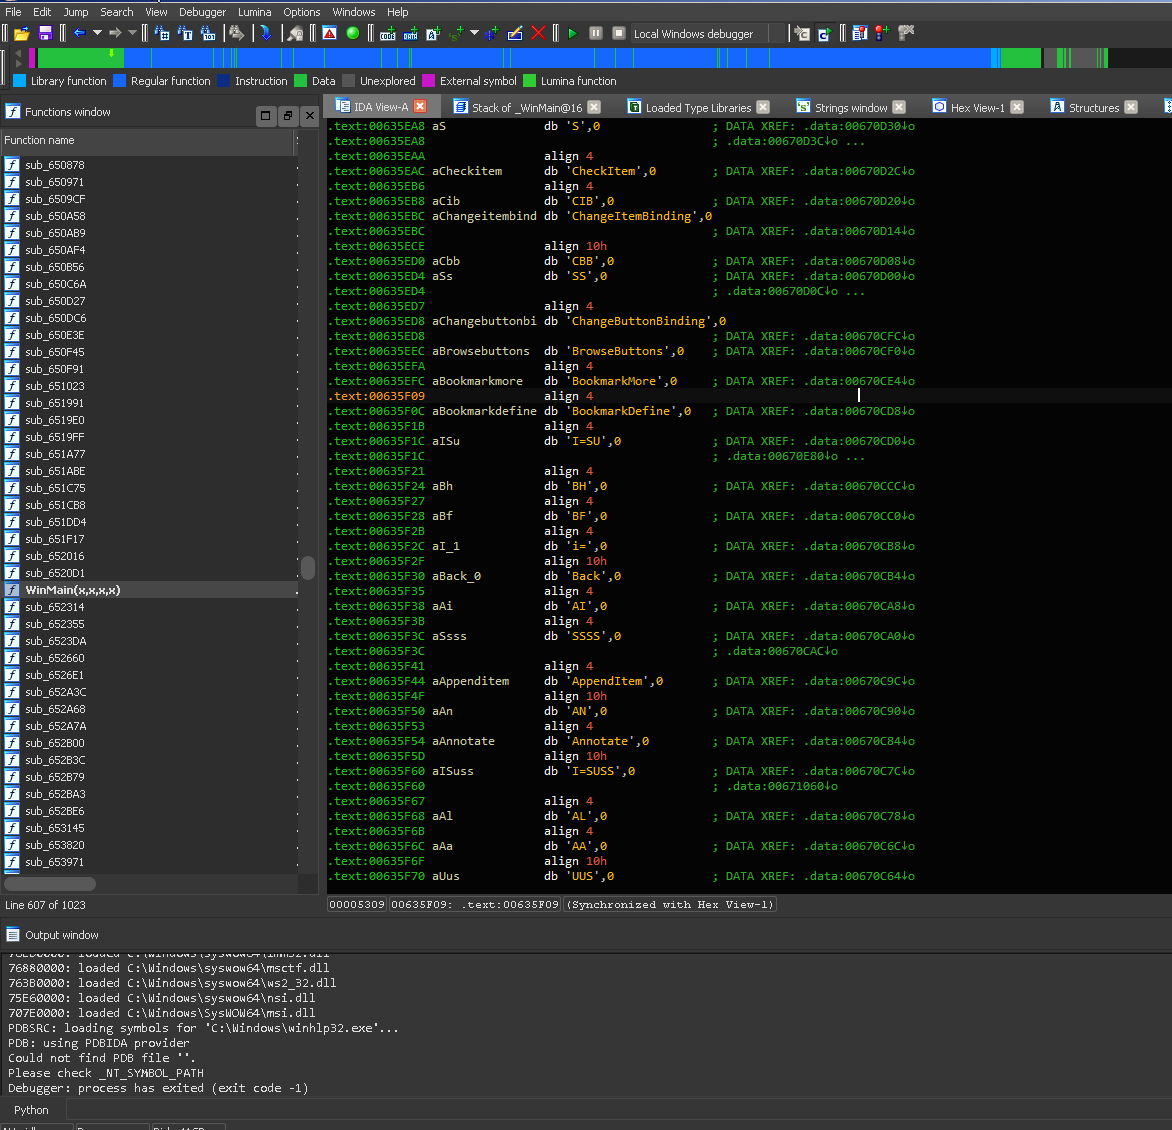 File Edit Jump Search View Debugger Lumina Options Windows Help
Local Windows debugger
Library function Regular function Instruction Data Unexplored External symbol Lumina function
Functions window
IDA View-A Stack of _WinMain@16 Loaded Type Libraries Strings window Hex View-1 Structures
Function name
sub_650878
sub_650971
sub_6509CF
sub_650A58
sub_650AB9
sub_650AF4
sub_650B56
sub_650C6A
sub_650D27
sub_650DC6
sub_650E3E
sub_650F45
sub_650F91
sub_651023
sub_651991
sub_6519E0
sub_6519FF
sub_651A77
sub_651ABE
sub_651C75
sub_651CB8
sub_651DD4
sub_651F17
sub_652016
sub_6520D1
WinMain(x,x,x,x)
sub_652314
sub_652355
sub_6523DA
sub_652660
sub_6526E1
sub_652A3C
sub_652A68
sub_652A7A
sub_652B00
sub_652B3C
sub_652B79
sub_652BA3
sub_652BE6
sub_653145
sub_653820
sub_653971
Line 607 of 1023
.text:00635EA8 aS db 'S',0 ; DATA XREF: .data:00670D30↓o
.text:00635EA8 ; .data:00670D3C↓o ...
.text:00635EAA align 4
.text:00635EAC aCheckitem db 'CheckItem',0 ; DATA XREF: .data:00670D2C↓o
.text:00635EB6 align 4
.text:00635EB8 aCib db 'CIB',0 ; DATA XREF: .data:00670D20↓o
.text:00635EBC aChangeitembind db 'ChangeItemBinding',0
.text:00635EBC ; DATA XREF: .data:00670D14↓o
.text:00635ECE align 10h
.text:00635ED0 aCbb db 'CBB',0 ; DATA XREF: .data:00670D08↓o
.text:00635ED4 aSs db 'SS',0 ; DATA XREF: .data:00670D00↓o
.text:00635ED4 ; .data:00670D0C↓o ...
.text:00635ED7 align 4
.text:00635ED8 aChangebuttonbi db 'ChangeButtonBinding',0
.text:00635ED8 ; DATA XREF: .data:00670CFC↓o
.text:00635EEC aBrowsebuttons db 'BrowseButtons',0 ; DATA XREF: .data:00670CF0↓o
.text:00635EFA align 4
.text:00635EFC aBookmarkmore db 'BookmarkMore',0 ; DATA XREF: .data:00670CE4↓o
.text:00635F09 align 4
.text:00635F0C aBookmarkdefine db 'BookmarkDefine',0 ; DATA XREF: .data:00670CD8↓o
.text:00635F1B align 4
.text:00635F1C aISu db 'I=SU',0 ; DATA XREF: .data:00670CD0↓o
.text:00635F1C ; .data:00670E80↓o ...
.text:00635F21 align 4
.text:00635F24 aBh db 'BH',0 ; DATA XREF: .data:00670CCC↓o
.text:00635F27 align 4
.text:00635F28 aBf db 'BF',0 ; DATA XREF: .data:00670CC0↓o
.text:00635F2B align 4
.text:00635F2C aI_1 db 'i=',0 ; DATA XREF: .data:00670CB8↓o
.text:00635F2F align 10h
.text:00635F30 aBack_0 db 'Back',0 ; DATA XREF: .data:00670CB4↓o
.text:00635F35 align 4
.text:00635F38 aAi db 'AI',0 ; DATA XREF: .data:00670CA8↓o
.text:00635F3B align 4
.text:00635F3C aSsss db 'SSSS',0 ; DATA XREF: .data:00670CA0↓o
.text:00635F3C ; .data:00670CAC↓o
.text:00635F41 align 4
.text:00635F44 aAppenditem db 'AppendItem',0 ; DATA XREF: .data:00670C9C↓o
.text:00635F4F align 10h
.text:00635F50 aAn db 'AN',0 ; DATA XREF: .data:00670C90↓o
.text:00635F53 align 4
.text:00635F54 aAnnotate db 'Annotate',0 ; DATA XREF: .data:00670C84↓o
.text:00635F5D align 10h
.text:00635F60 aISuss db 'I=SUSS',0 ; DATA XREF: .data:00670C7C↓o
.text:00635F60 ; .data:00671060↓o
.text:00635F67 align 4
.text:00635F68 aAl db 'AL',0 ; DATA XREF: .data:00670C78↓o
.text:00635F6B align 4
.text:00635F6C aAa db 'AA',0 ; DATA XREF: .data:00670C6C↓o
.text:00635F6F align 10h
.text:00635F70 aUus db 'UUS',0 ; DATA XREF: .data:00670C64↓o
00005309 00635F09: .text:00635F09 (Synchronized with Hex View-1)
Output window
loaded C:\Windows\syswow64\imm32.dll
76880000: loaded C:\Windows\syswow64\msctf.dll
763B0000: loaded C:\Windows\syswow64\ws2_32.dll
75E60000: loaded C:\Windows\syswow64\nsi.dll
707E0000: loaded C:\Windows\SysWOW64\msi.dll
PDBSRC: loading symbols for 'C:\Windows\winhlp32.exe'...
PDB: using PDBIDA provider
Could not find PDB file ''.
Please check _NT_SYMBOL_PATH
Debugger: process has exited (exit code -1)
Python